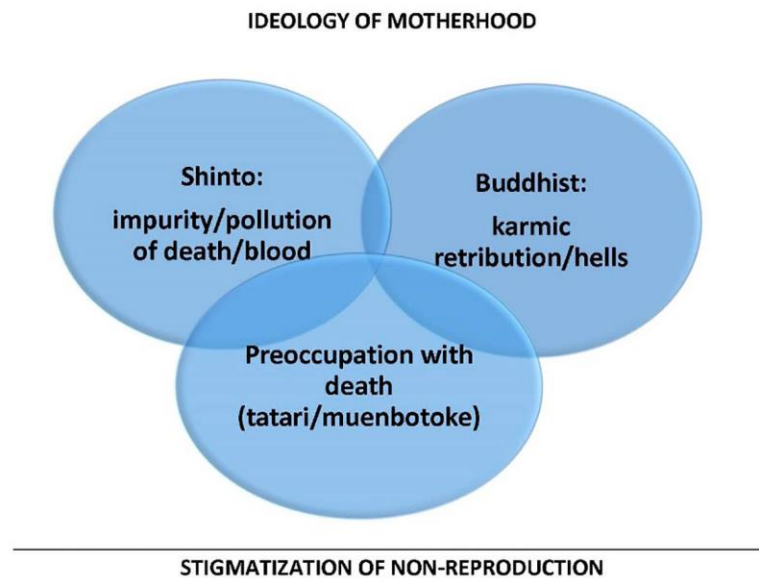 IDEOLOGY OF MOTHERHOOD
Shinto:
impurity/pollution
of death/blood
Buddhist:
karmic
retribution/hells
Preoccupation with
death
(tatari/muenbotoke)
STIGMATIZATION OF NON-REPRODUCTION